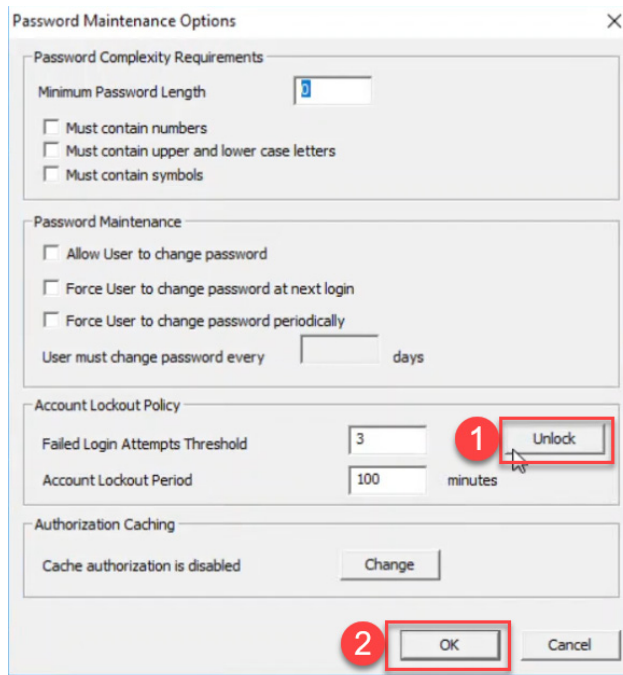 Password Maintenance Options
Password Complexity Requirements
Minimum Password Length 0
Must contain numbers
Must contain upper and lower case letters
Must contain symbols
Password Maintenance
Allow User to change password
Force User to change password at next login
Force User to change password periodically
User must change password every days
Account Lockout Policy
Failed Login Attempts Threshold 3 1 Unlock
Account Lockout Period 100 minutes
Authorization Caching
Cache authorization is disabled Change
2 OK Cancel